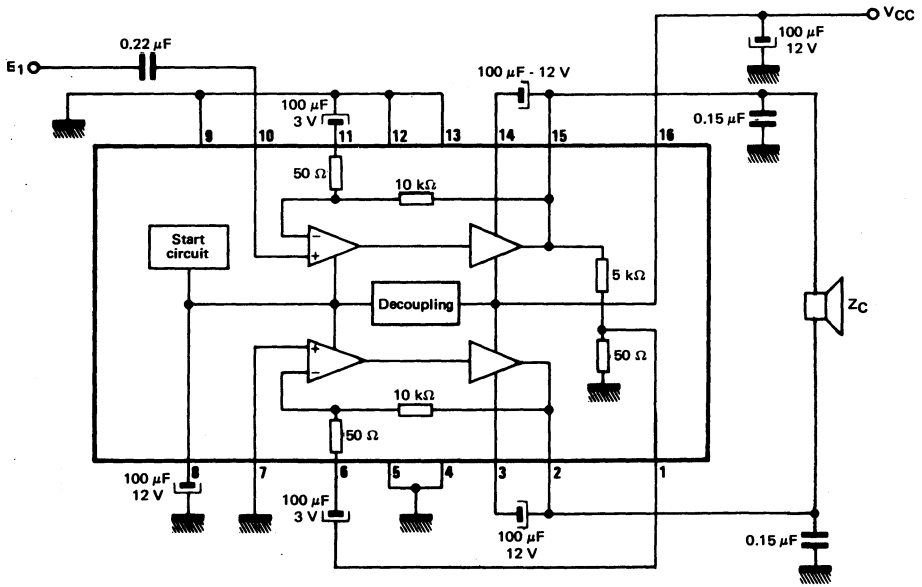 VCC
100 µF
12 V
0.22 µF
E1
100 µF - 12 V
100 µF
3 V
0.15 µF
9
10
11
12
13
14
15
16
50 Ω
10 kΩ
−
+
Start
circuit
5 kΩ
Decoupling
ZC
50 Ω
+
−
10 kΩ
50 Ω
8
7
6
5
4
3
2
1
100 µF
12 V
100 µF
3 V
100 µF
12 V
0.15 µF